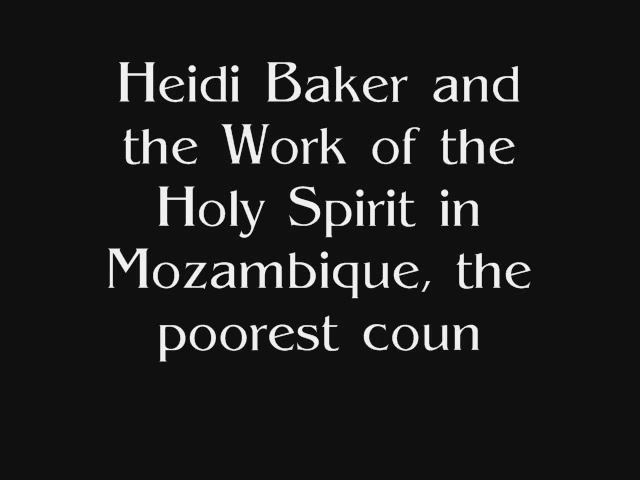 Heidi Baker and
the Work of the
Holy Spirit in
Mozambique, the
poorest coun